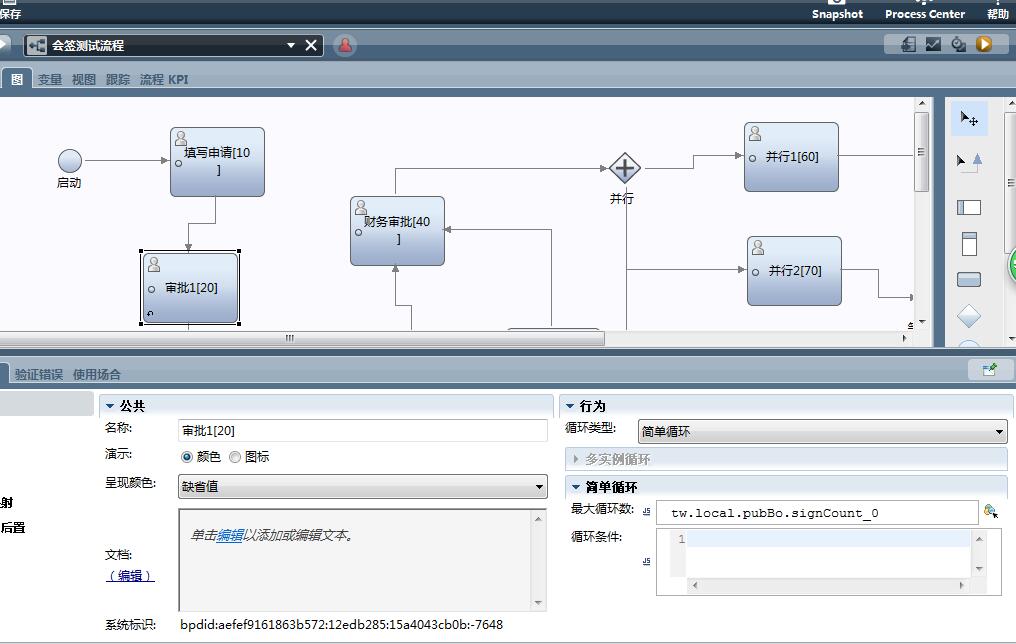 保存
Snapshot Process Center 帮助
会签测试流程
图 变量 视图 跟踪 流程 KPI
启动
填写申请[10
]
审批1[20]
财务审批[40
]
并行
并行1[60]
并行2[70]
验证错误 使用场合
射
后置
公共
名称: 审批1[20]
演示: 颜色 图标
呈现颜色: 缺省值
文档:
(编辑)
单击编辑以添加或编辑文本。
系统标识: bpdid:aefef9161863b572:12edb285:15a4043cb0b:-7648
行为
循环类型: 简单循环
多实例循环
简单循环
最大循环数: JS tw.local.pubBo.signCount_0
循环条件: JS
1